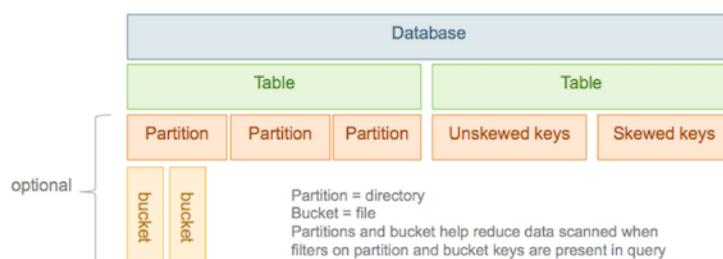 Database
Table
Table
Partition
Partition
Partition
Unskewed keys
Skewed keys
optional
bucket
bucket
Partition = directory
Bucket = file
Partitions and bucket help reduce data scanned when
filters on partition and bucket keys are present in query